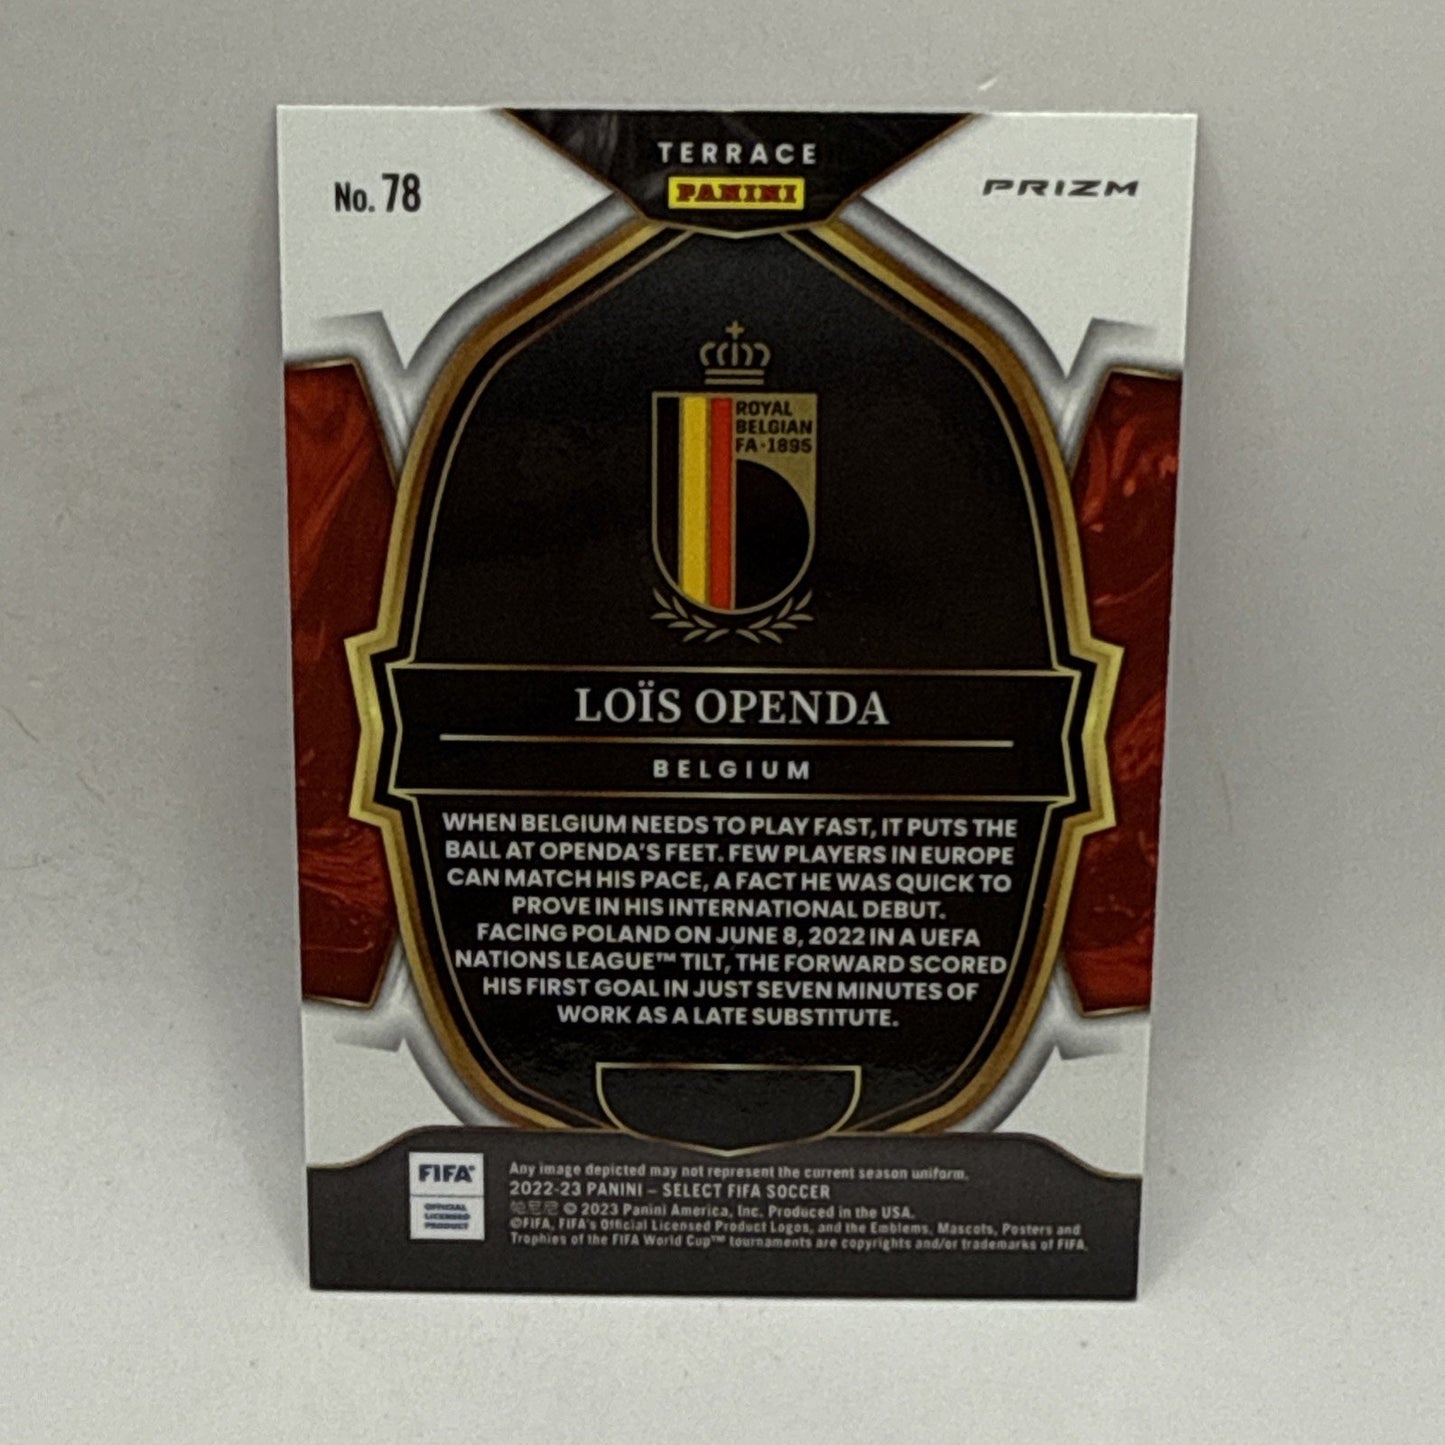 TERRACE
PANINI
No. 78
PRIZM
ROYAL
BELGIAN
FA·1895
LOÏS OPENDA
BELGIUM
WHEN BELGIUM NEEDS TO PLAY FAST, IT PUTS THE
BALL AT OPENDA'S FEET. FEW PLAYERS IN EUROPE
CAN MATCH HIS PACE, A FACT HE WAS QUICK TO
PROVE IN HIS INTERNATIONAL DEBUT.
FACING POLAND ON JUNE 8, 2022 IN A UEFA
NATIONS LEAGUE™ TILT, THE FORWARD SCORED
HIS FIRST GOAL IN JUST SEVEN MINUTES OF
WORK AS A LATE SUBSTITUTE.
FIFA®
OFFICIAL
LICENSED
PRODUCT
Any image depicted may not represent the current season uniform.
2022-23 PANINI – SELECT FIFA SOCCER
© 2023 Panini America, Inc. Produced in the USA.
©FIFA, FIFA's Official Licensed Product Logos, and the Emblems, Mascots, Posters and
Trophies of the FIFA World Cup™ tournaments are copyrights and/or trademarks of FIFA.